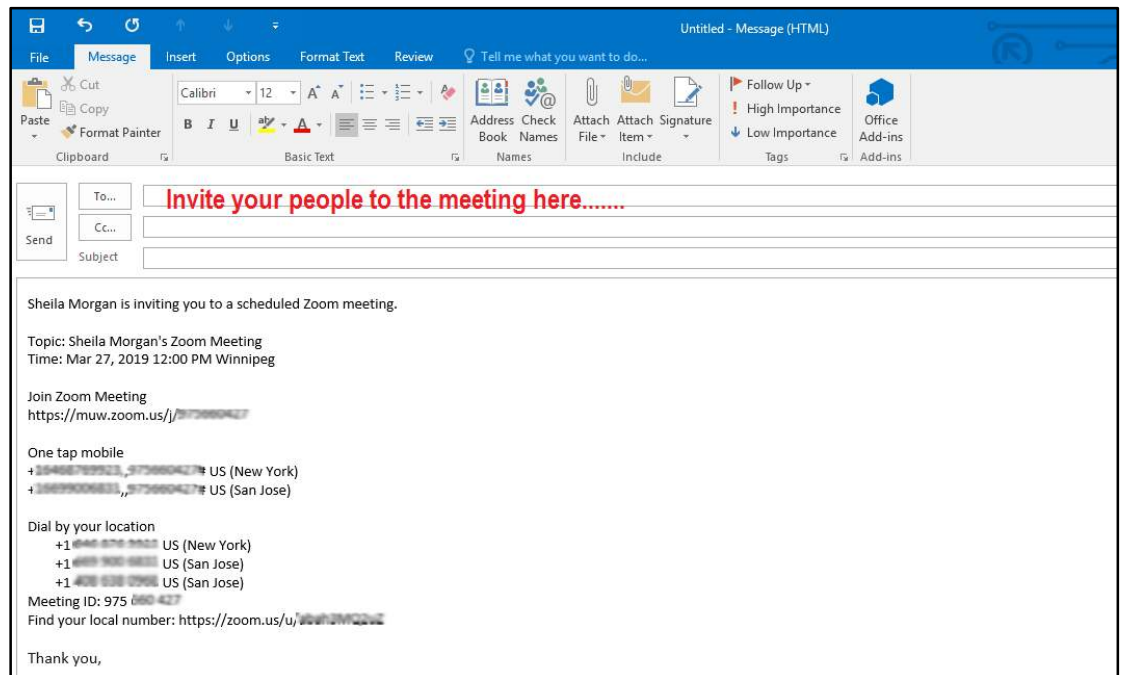 Untitled - Message (HTML)
File Message Insert Options Format Text Review Tell me what you want to do...
Paste
Cut
Copy
Format Painter
Clipboard
Calibri 12
B I U
Basic Text
Address Book
Check Names
Names
Attach File
Attach Item
Signature
Include
Follow Up
High Importance
Low Importance
Tags
Office Add-ins
Add-ins
Send
To...
Invite your people to the meeting here.......
Cc...
Subject
Sheila Morgan is inviting you to a scheduled Zoom meeting.
Topic: Sheila Morgan's Zoom Meeting
Time: Mar 27, 2019 12:00 PM Winnipeg
Join Zoom Meeting
https://muw.zoom.us/j/
One tap mobile
+ # US (New York)
+ ,, # US (San Jose)
Dial by your location
+1 US (New York)
+1 US (San Jose)
+1 US (San Jose)
Meeting ID: 975
Find your local number: https://zoom.us/u/
Thank you,